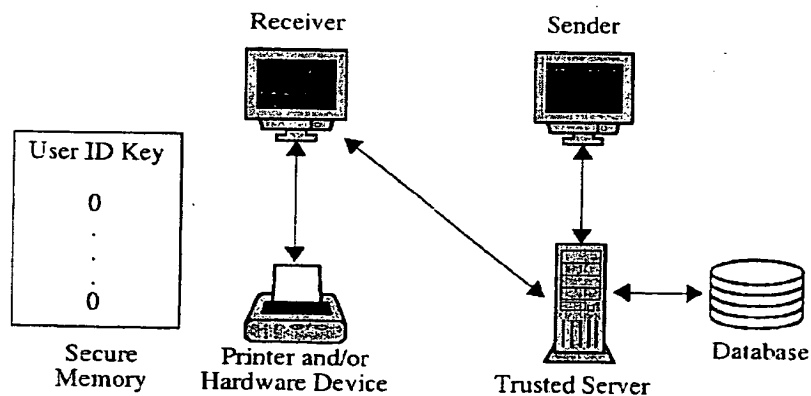 Receiver
Sender
User ID Key
0
.
.
.
.
0
Secure
Memory
Printer and/or
Hardware Device
Trusted Server
Database